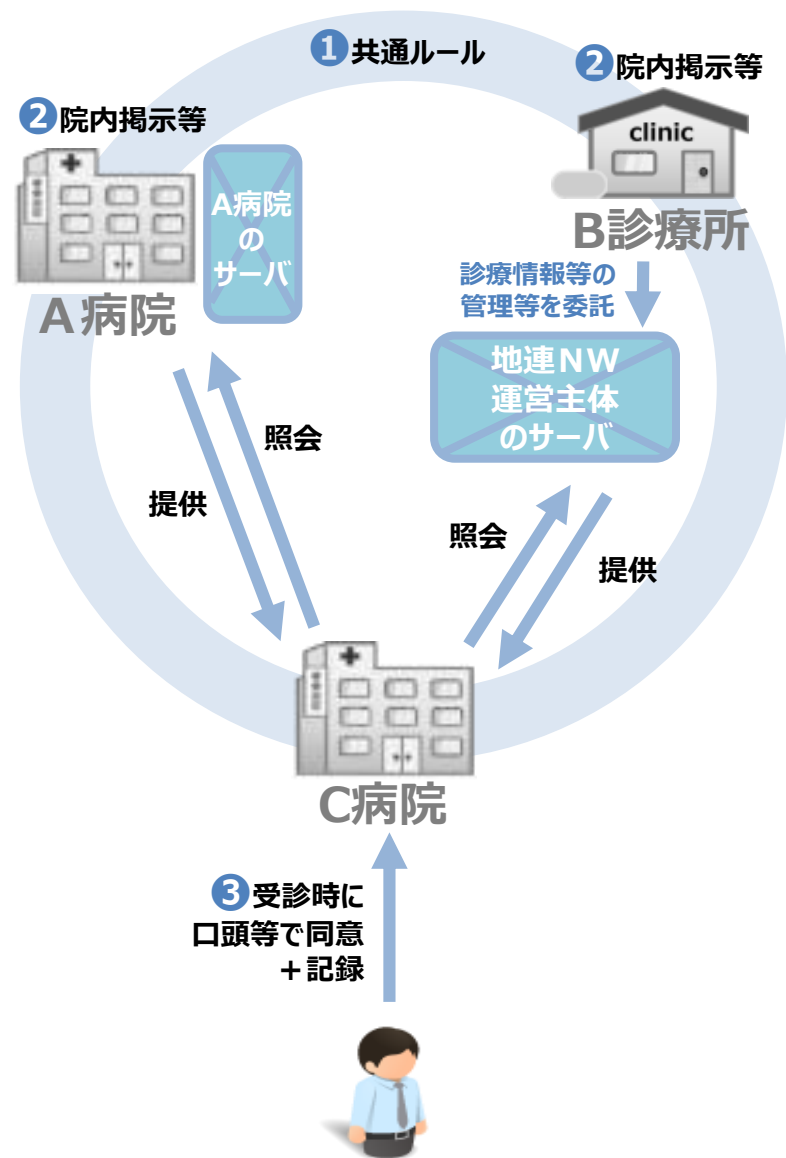 ❶共通ルール
❷院内掲示等
❷院内掲示等
clinic
A病院
の
サーバ
B診療所
A病院
診療情報等の
管理等を委託
地連NW
運営主体
のサーバ
照会
提供
照会
提供
C病院
❸受診時に
口頭等で同意
+記録